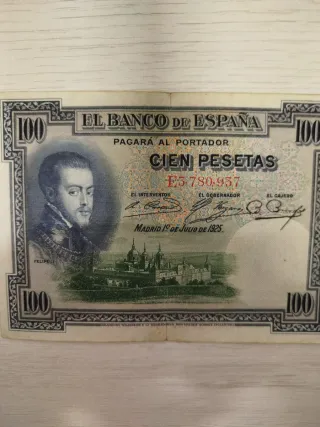 EL BANCO DE ESPAÑA
100 100
PAGARÁ AL PORTADOR
CIEN PESETAS
E5,780,937
EL INTERVENTOR EL GOBERNADOR EL CAJERO
MADRID 1º DE JULIO DE 1925.
FELIPE
100 100